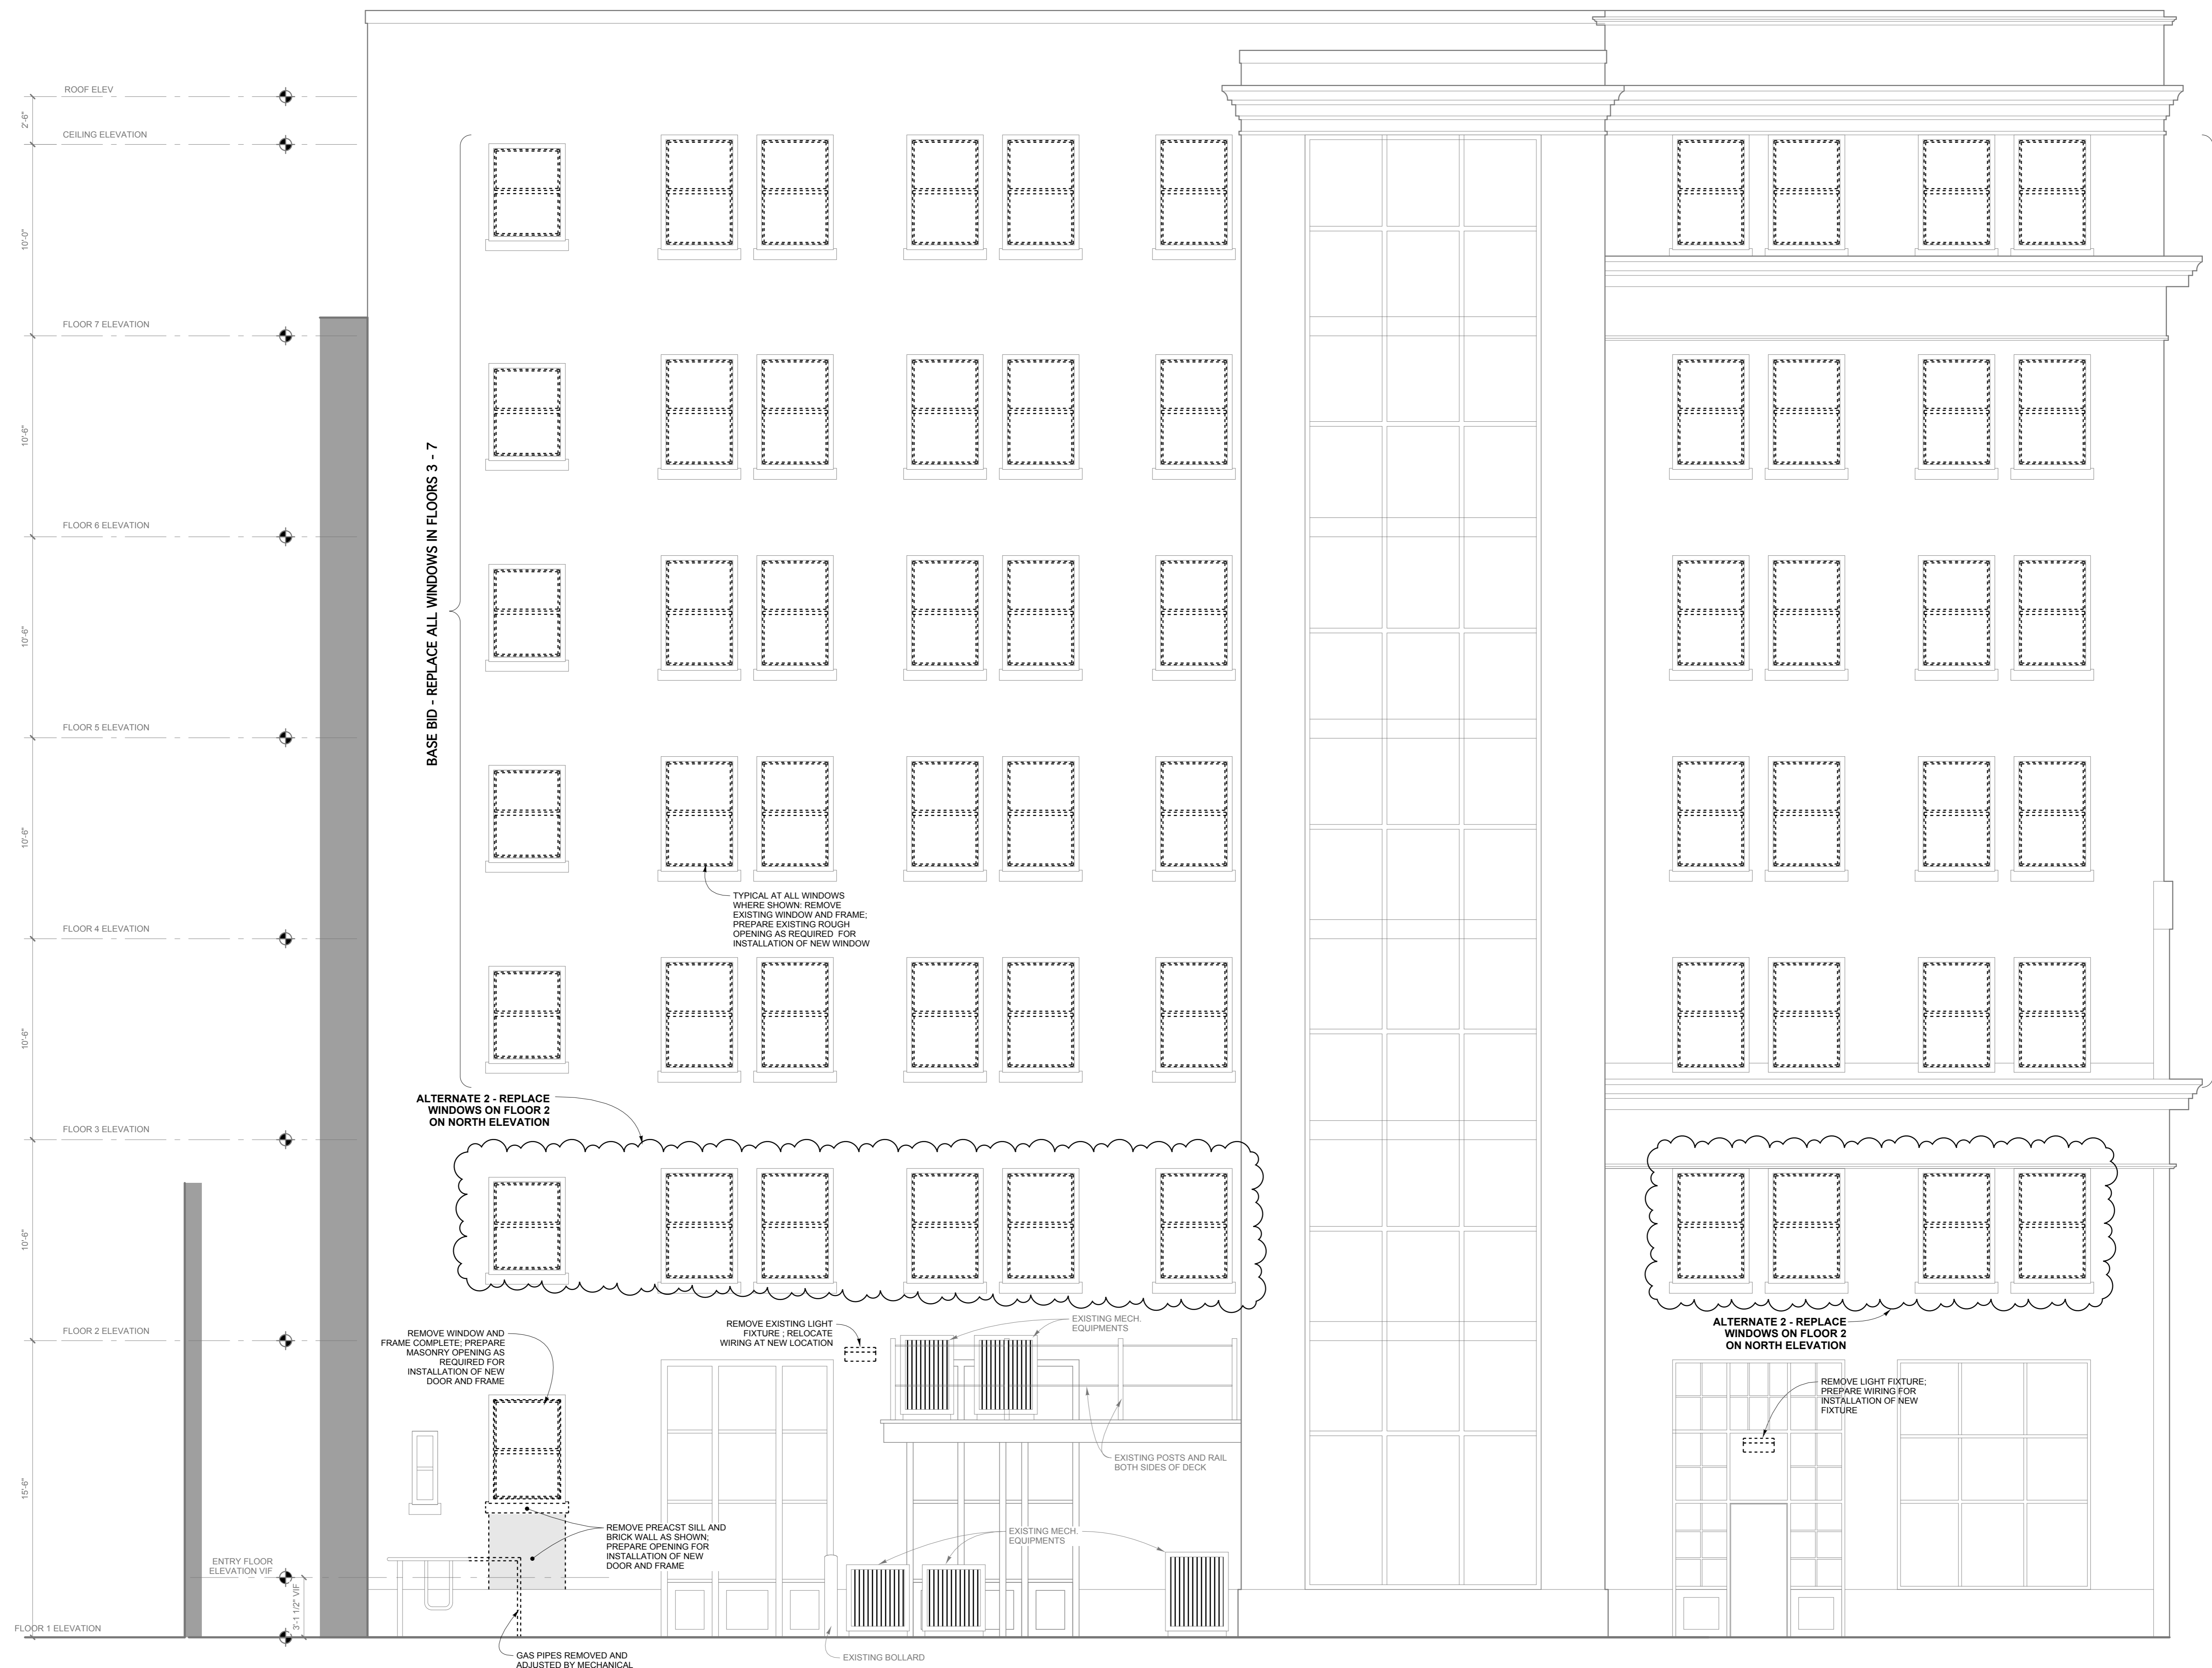 ROOF ELEV
2'-6"
CEILING ELEVATION
10'-0"
FLOOR 7 ELEVATION
10'-6"
FLOOR 6 ELEVATION
10'-6"
FLOOR 5 ELEVATION
10'-6"
FLOOR 4 ELEVATION
10'-6"
FLOOR 3 ELEVATION
10'-6"
FLOOR 2 ELEVATION
15'-6"
ENTRY FLOOR
ELEVATION VIF
3'-1 1/2" VIF
FLOOR 1 ELEVATION
BASE BID - REPLACE ALL WINDOWS IN FLOORS 3 - 7
TYPICAL AT ALL WINDOWS
WHERE SHOWN: REMOVE
EXISTING WINDOW AND FRAME;
PREPARE EXISTING ROUGH
OPENING AS REQUIRED FOR
INSTALLATION OF NEW WINDOW
ALTERNATE 2 - REPLACE
WINDOWS ON FLOOR 2
ON NORTH ELEVATION
REMOVE WINDOW AND
FRAME COMPLETE; PREPARE
MASONRY OPENING AS
REQUIRED FOR
INSTALLATION OF NEW
DOOR AND FRAME
REMOVE EXISTING LIGHT
FIXTURE ; RELOCATE
WIRING AT NEW LOCATION
EXISTING MECH.
EQUIPMENTS
EXISTING POSTS AND RAIL
BOTH SIDES OF DECK
REMOVE PREACST SILL AND
BRICK WALL AS SHOWN;
PREPARE OPENING FOR
INSTALLATION OF NEW
DOOR AND FRAME
EXISTING MECH.
EQUIPMENTS
GAS PIPES REMOVED AND
ADJUSTED BY MECHANICAL
EXISTING BOLLARD
ALTERNATE 2 - REPLACE
WINDOWS ON FLOOR 2
ON NORTH ELEVATION
REMOVE LIGHT FIXTURE;
PREPARE WIRING FOR
INSTALLATION OF NEW
FIXTURE